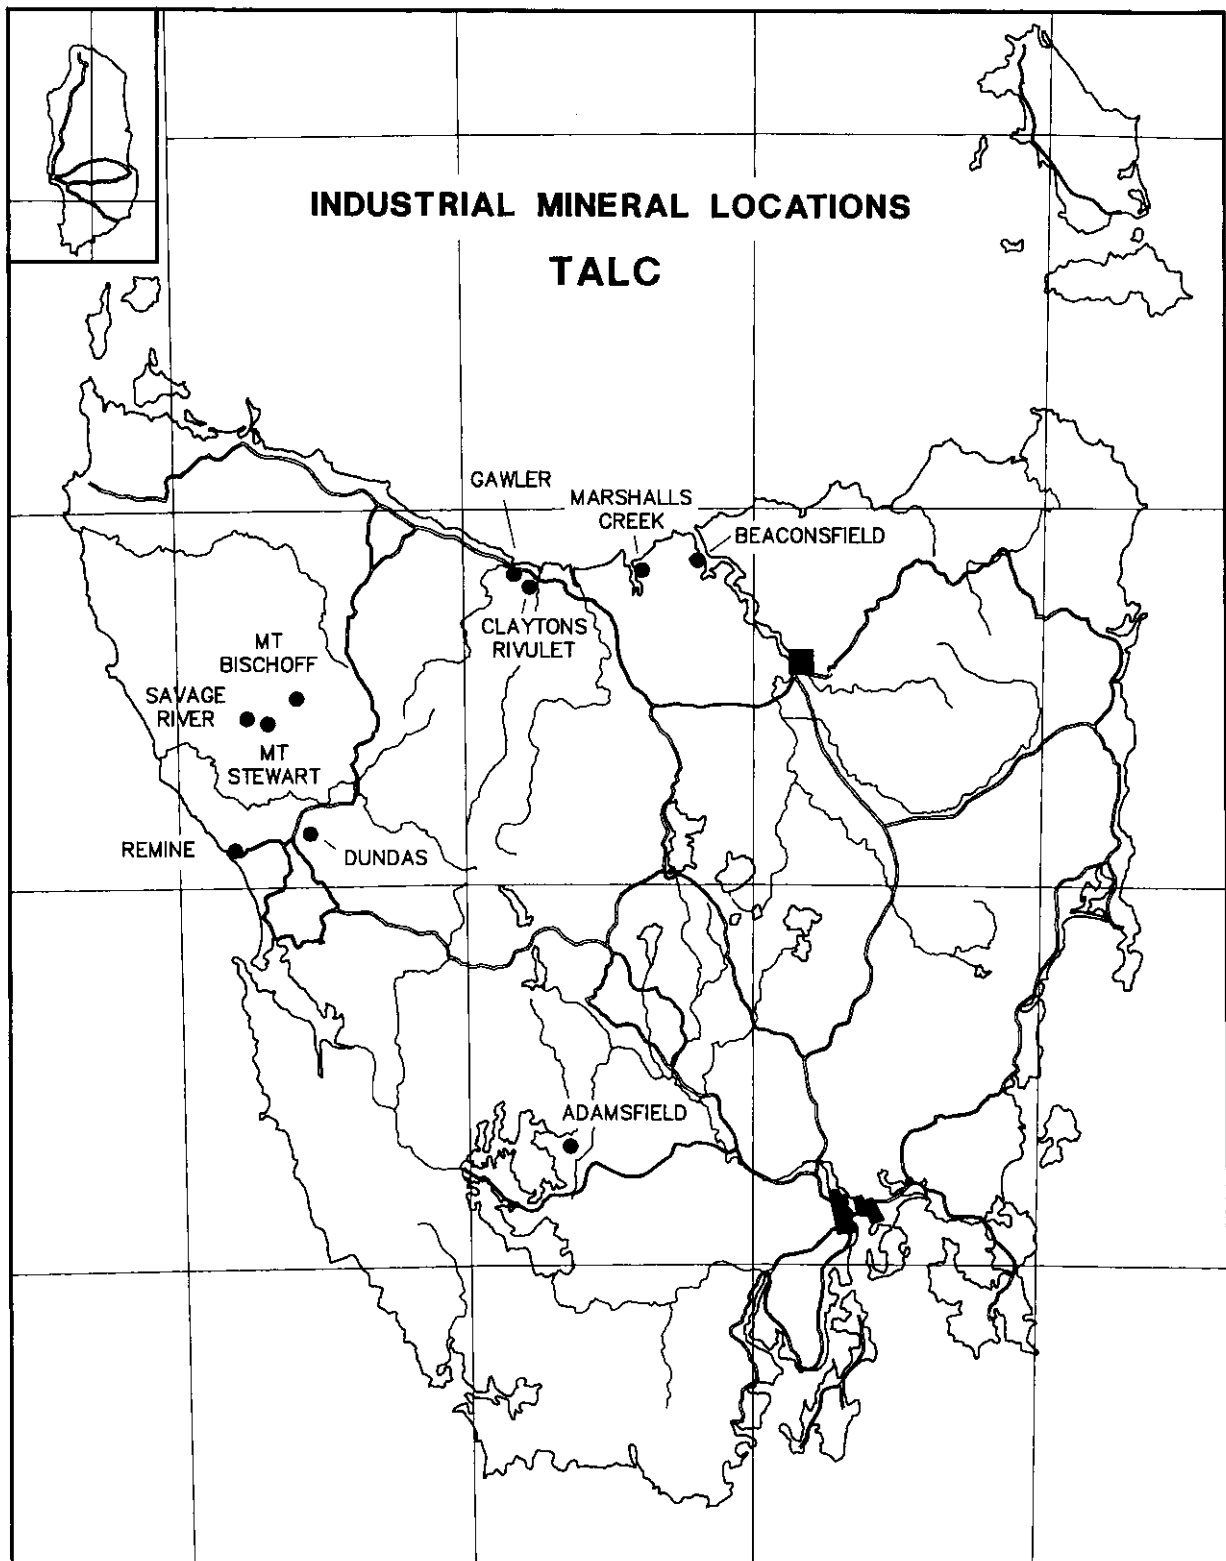 INDUSTRIAL MINERAL LOCATIONS
TALC
GAWLER
MARSHALLS
CREEK
BEACONSFIELD
CLAYTONS
RIVULET
MT
BISCHOFF
SAVAGE
RIVER
MT
STEWART
REMINE
DUNDAS
ADAMSFIELD